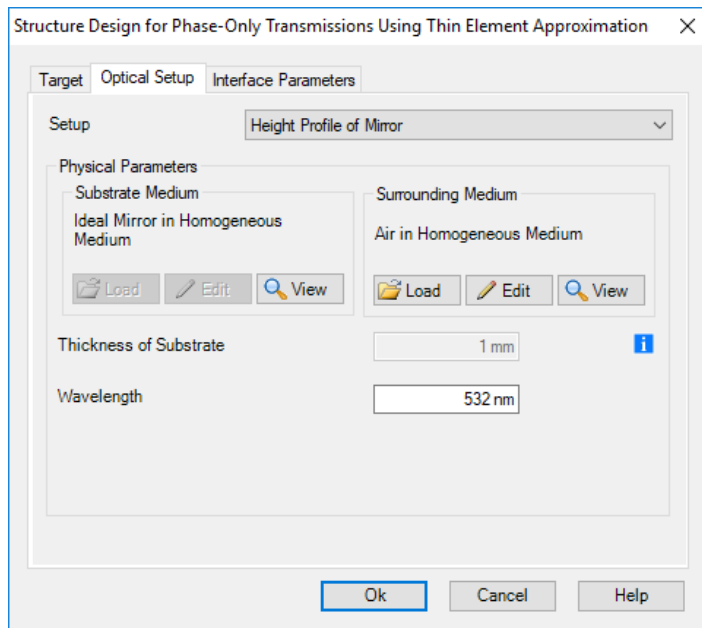 Structure Design for Phase-Only Transmissions Using Thin Element Approximation
Target Optical Setup Interface Parameters
Setup Height Profile of Mirror
Physical Parameters
Substrate Medium
Ideal Mirror in Homogeneous
Medium
Load Edit View
Surrounding Medium
Air in Homogeneous Medium
Load Edit View
Thickness of Substrate 1 mm
Wavelength 532 nm
Ok Cancel Help